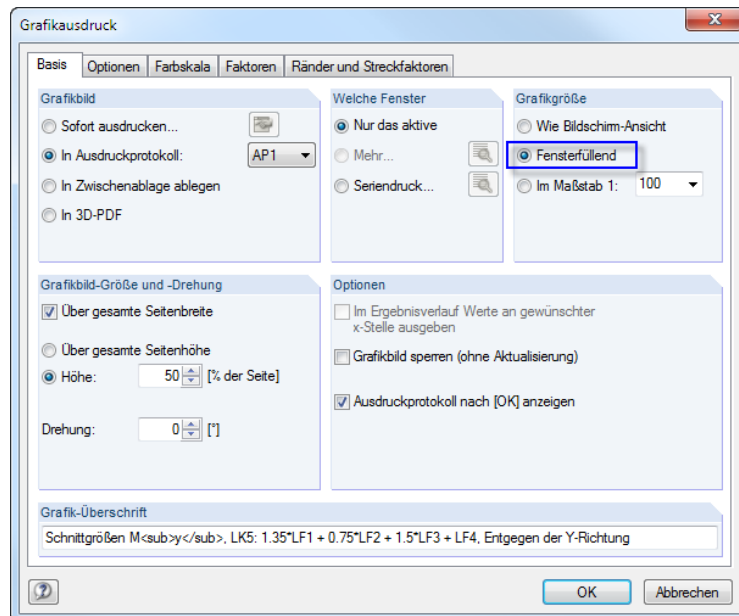 Grafikausdruck
Basis Optionen Farbskala Faktoren Ränder und Streckfaktoren
Grafikbild
Sofort ausdrucken...
In Ausdruckprotokoll: AP1
In Zwischenablage ablegen
In 3D-PDF
Welche Fenster
Nur das aktive
Mehr...
Seriendruck...
Grafikgröße
Wie Bildschirm-Ansicht
Fensterfüllend
Im Maßstab 1: 100
Grafikbild-Größe und -Drehung
Über gesamte Seitenbreite
Über gesamte Seitenhöhe
Höhe: 50 [% der Seite]
Drehung: 0 [°]
Optionen
Im Ergebnisverlauf Werte an gewünschter
x-Stelle ausgeben
Grafikbild sperren (ohne Aktualisierung)
Ausdruckprotokoll nach [OK] anzeigen
Grafik-Überschrift
Schnittgrößen M<sub>y</sub>, LK5: 1.35*LF1 + 0.75*LF2 + 1.5*LF3 + LF4, Entgegen der Y-Richtung
OK Abbrechen